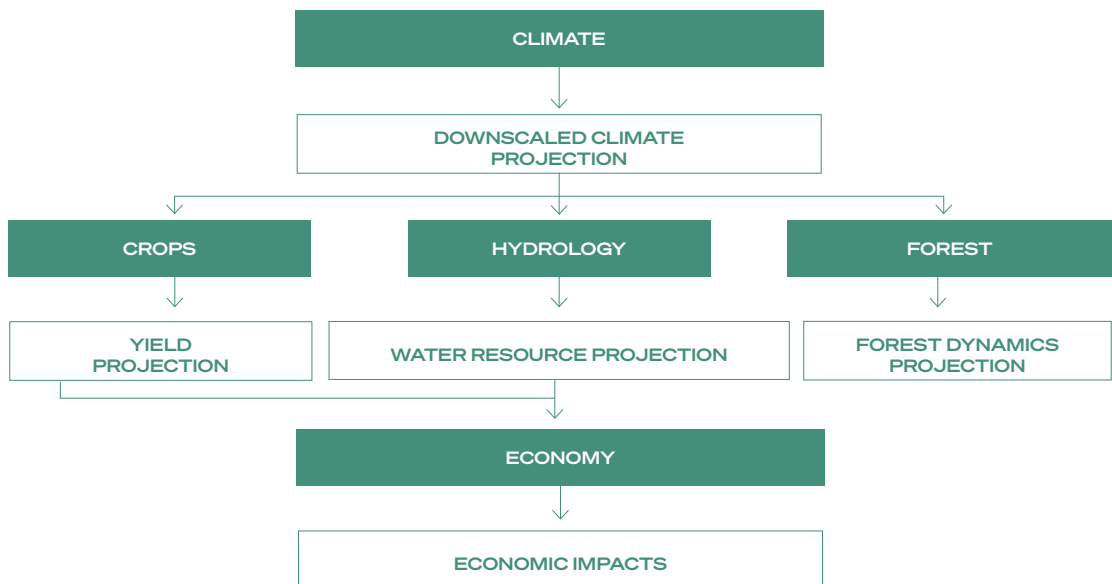 CLIMATE
DOWNSCALED CLIMATE
PROJECTION
CROPS
HYDROLOGY
FOREST
YIELD
PROJECTION
WATER RESOURCE PROJECTION
FOREST DYNAMICS
PROJECTION
ECONOMY
ECONOMIC IMPACTS